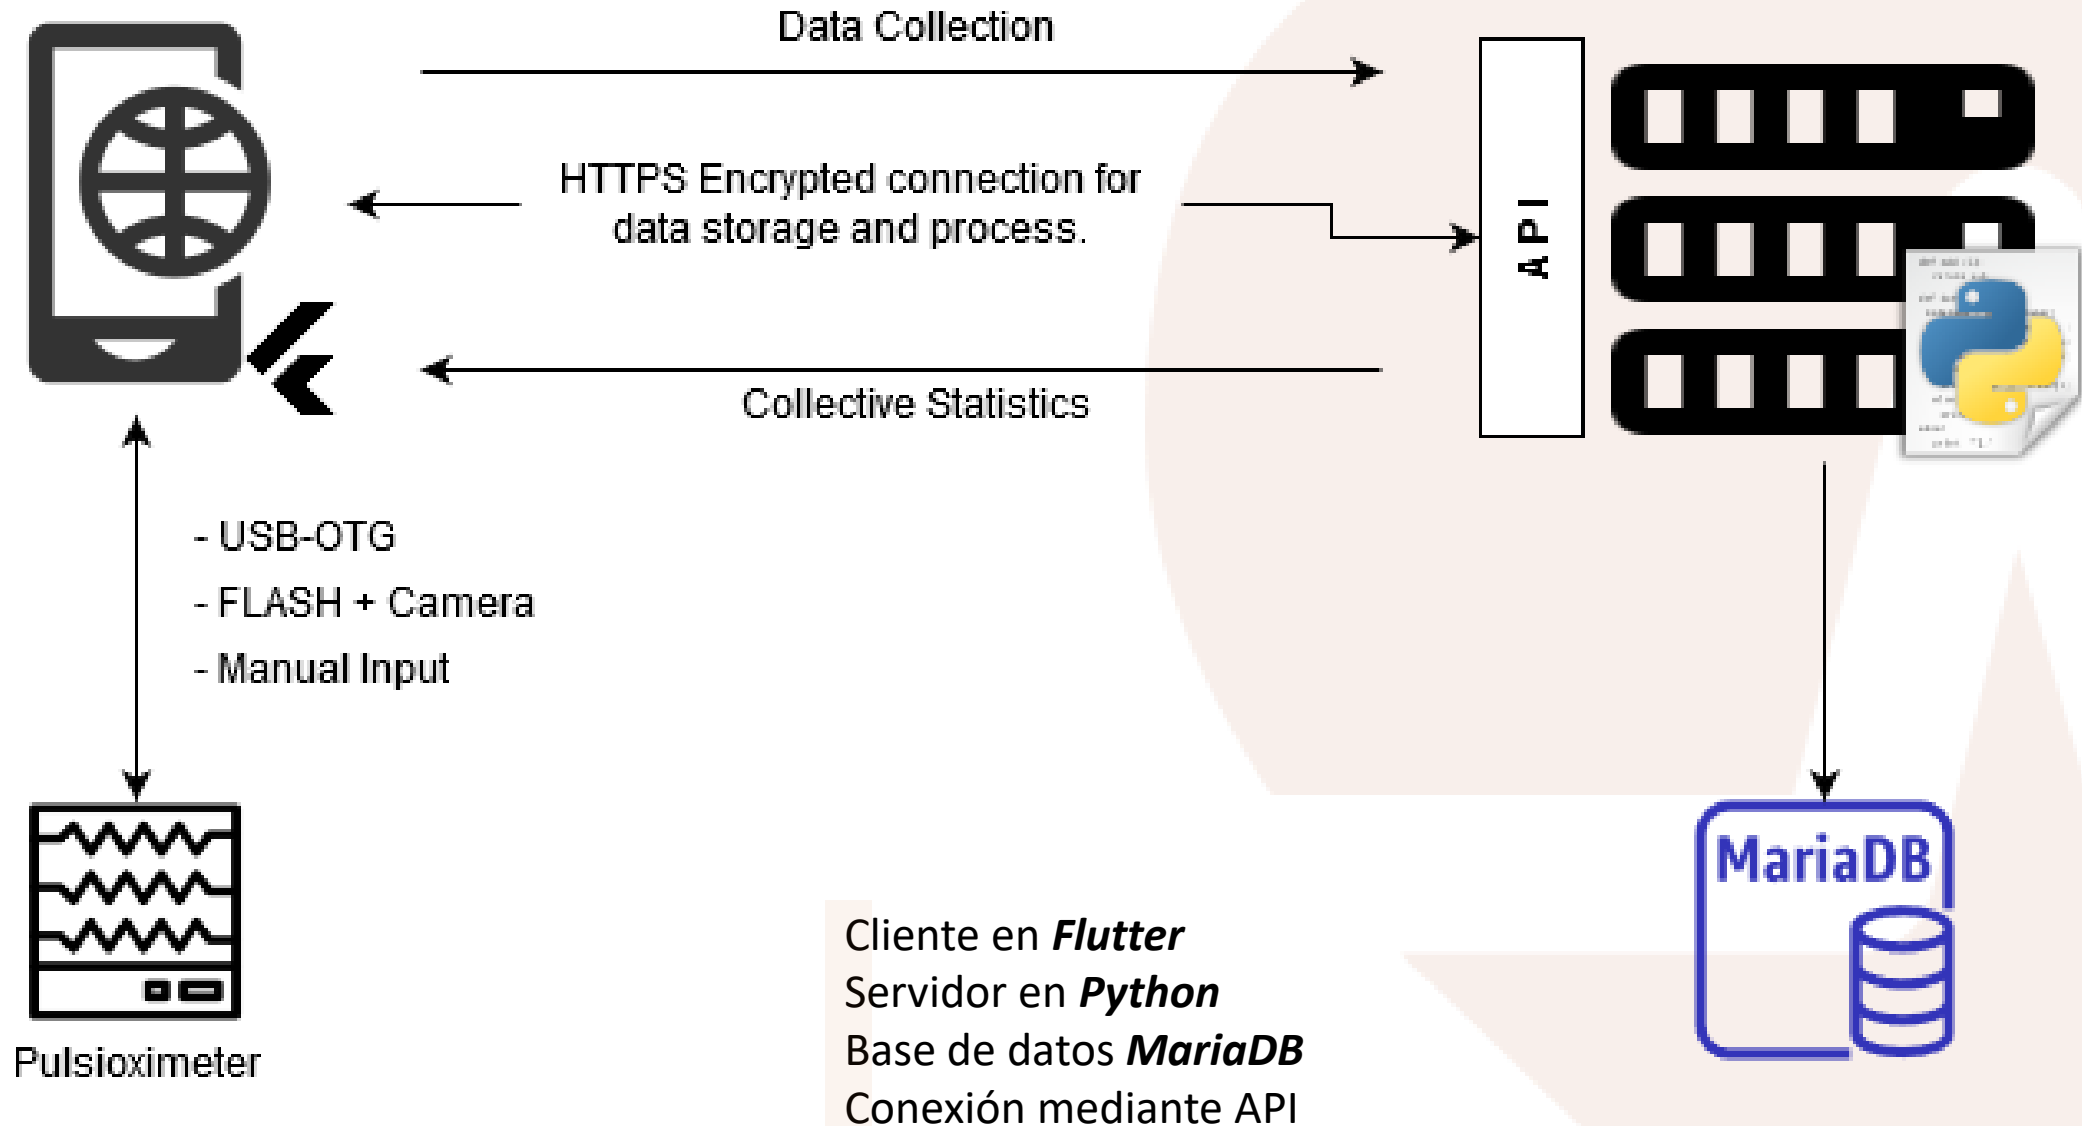 Data Collection
HTTPS Encrypted connection for
data storage and process.
API
Collective Statistics
- USB-OTG
- FLASH + Camera
- Manual Input
Pulsioximeter
MariaDB
Cliente en Flutter
Servidor en Python
Base de datos MariaDB
Conexión mediante API